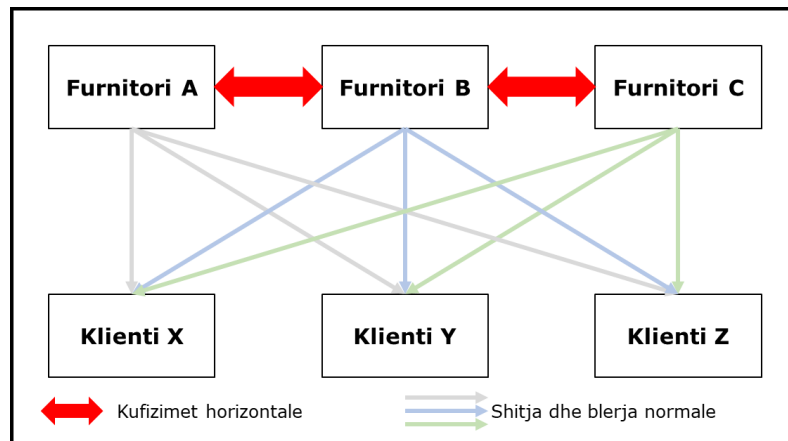 Furnitori A
Furnitori B
Furnitori C
Klienti X
Klienti Y
Klienti Z
Kufizimet horizontale
Shitja dhe blerja normale